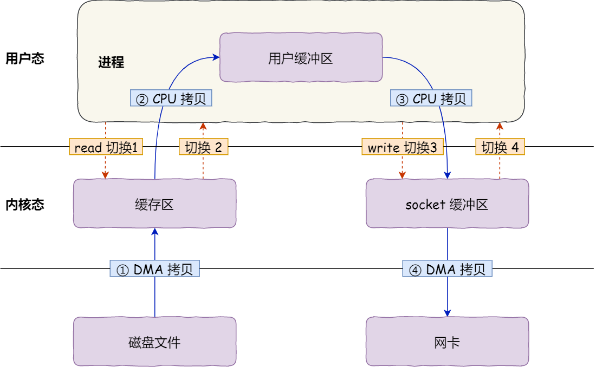 用户态
进程
用户缓冲区
② CPU 拷贝
③ CPU 拷贝
read 切换1
切换 2
write 切换3
切换 4
内核态
缓存区
socket 缓冲区
① DMA 拷贝
④ DMA 拷贝
磁盘文件
网卡